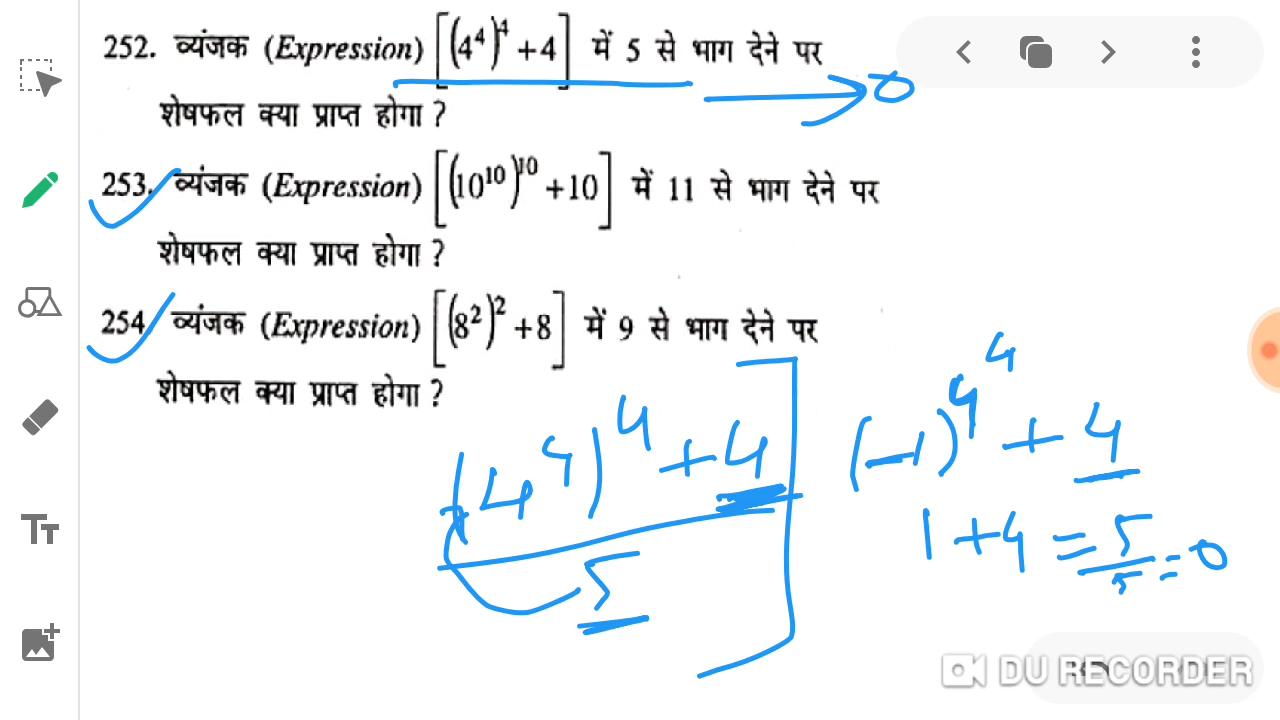 252. व्यंजक (Expression) [(4⁴)⁴ + 4] में 5 से भाग देने पर → 0
शेषफल क्या प्राप्त होगा ?
253. व्यंजक (Expression) [(10¹⁰)¹⁰ + 10] में 11 से भाग देने पर
शेषफल क्या प्राप्त होगा ?
254 व्यंजक (Expression) [(8²)² + 8] में 9 से भाग देने पर
शेषफल क्या प्राप्त होगा ?
(4⁴)⁴ + 4
5
(-1)⁴⁴ + 4
1 + 4 = 5/5 = 0
Tт
DU RECORDER